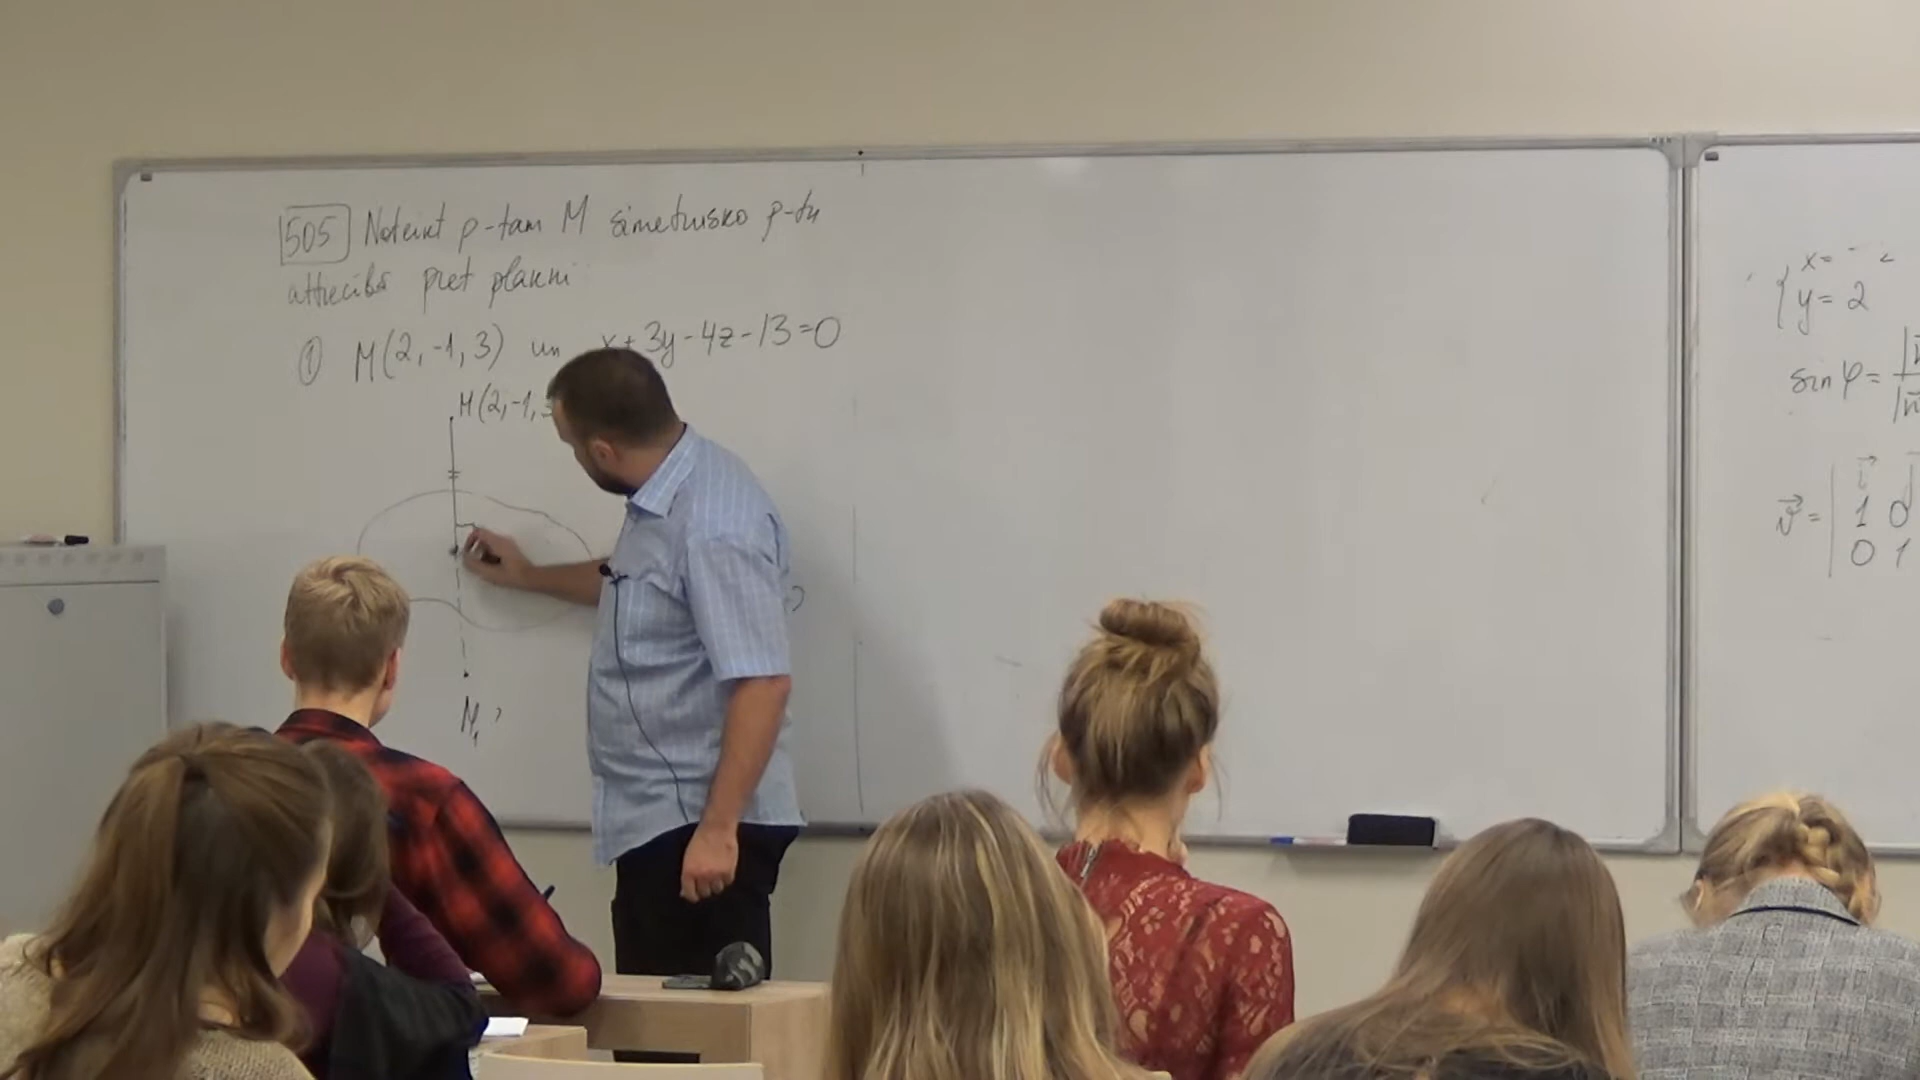 505 Noteikt p-tam M simetrisko p-tu
attiecībā pret plakni
① M(2, -1, 3) un x + 3y - 4z - 13 = 0
M(2, -1, 3
M₁ ?
x =
y = 2
sin φ =
i⃗ j
1 0
0 1